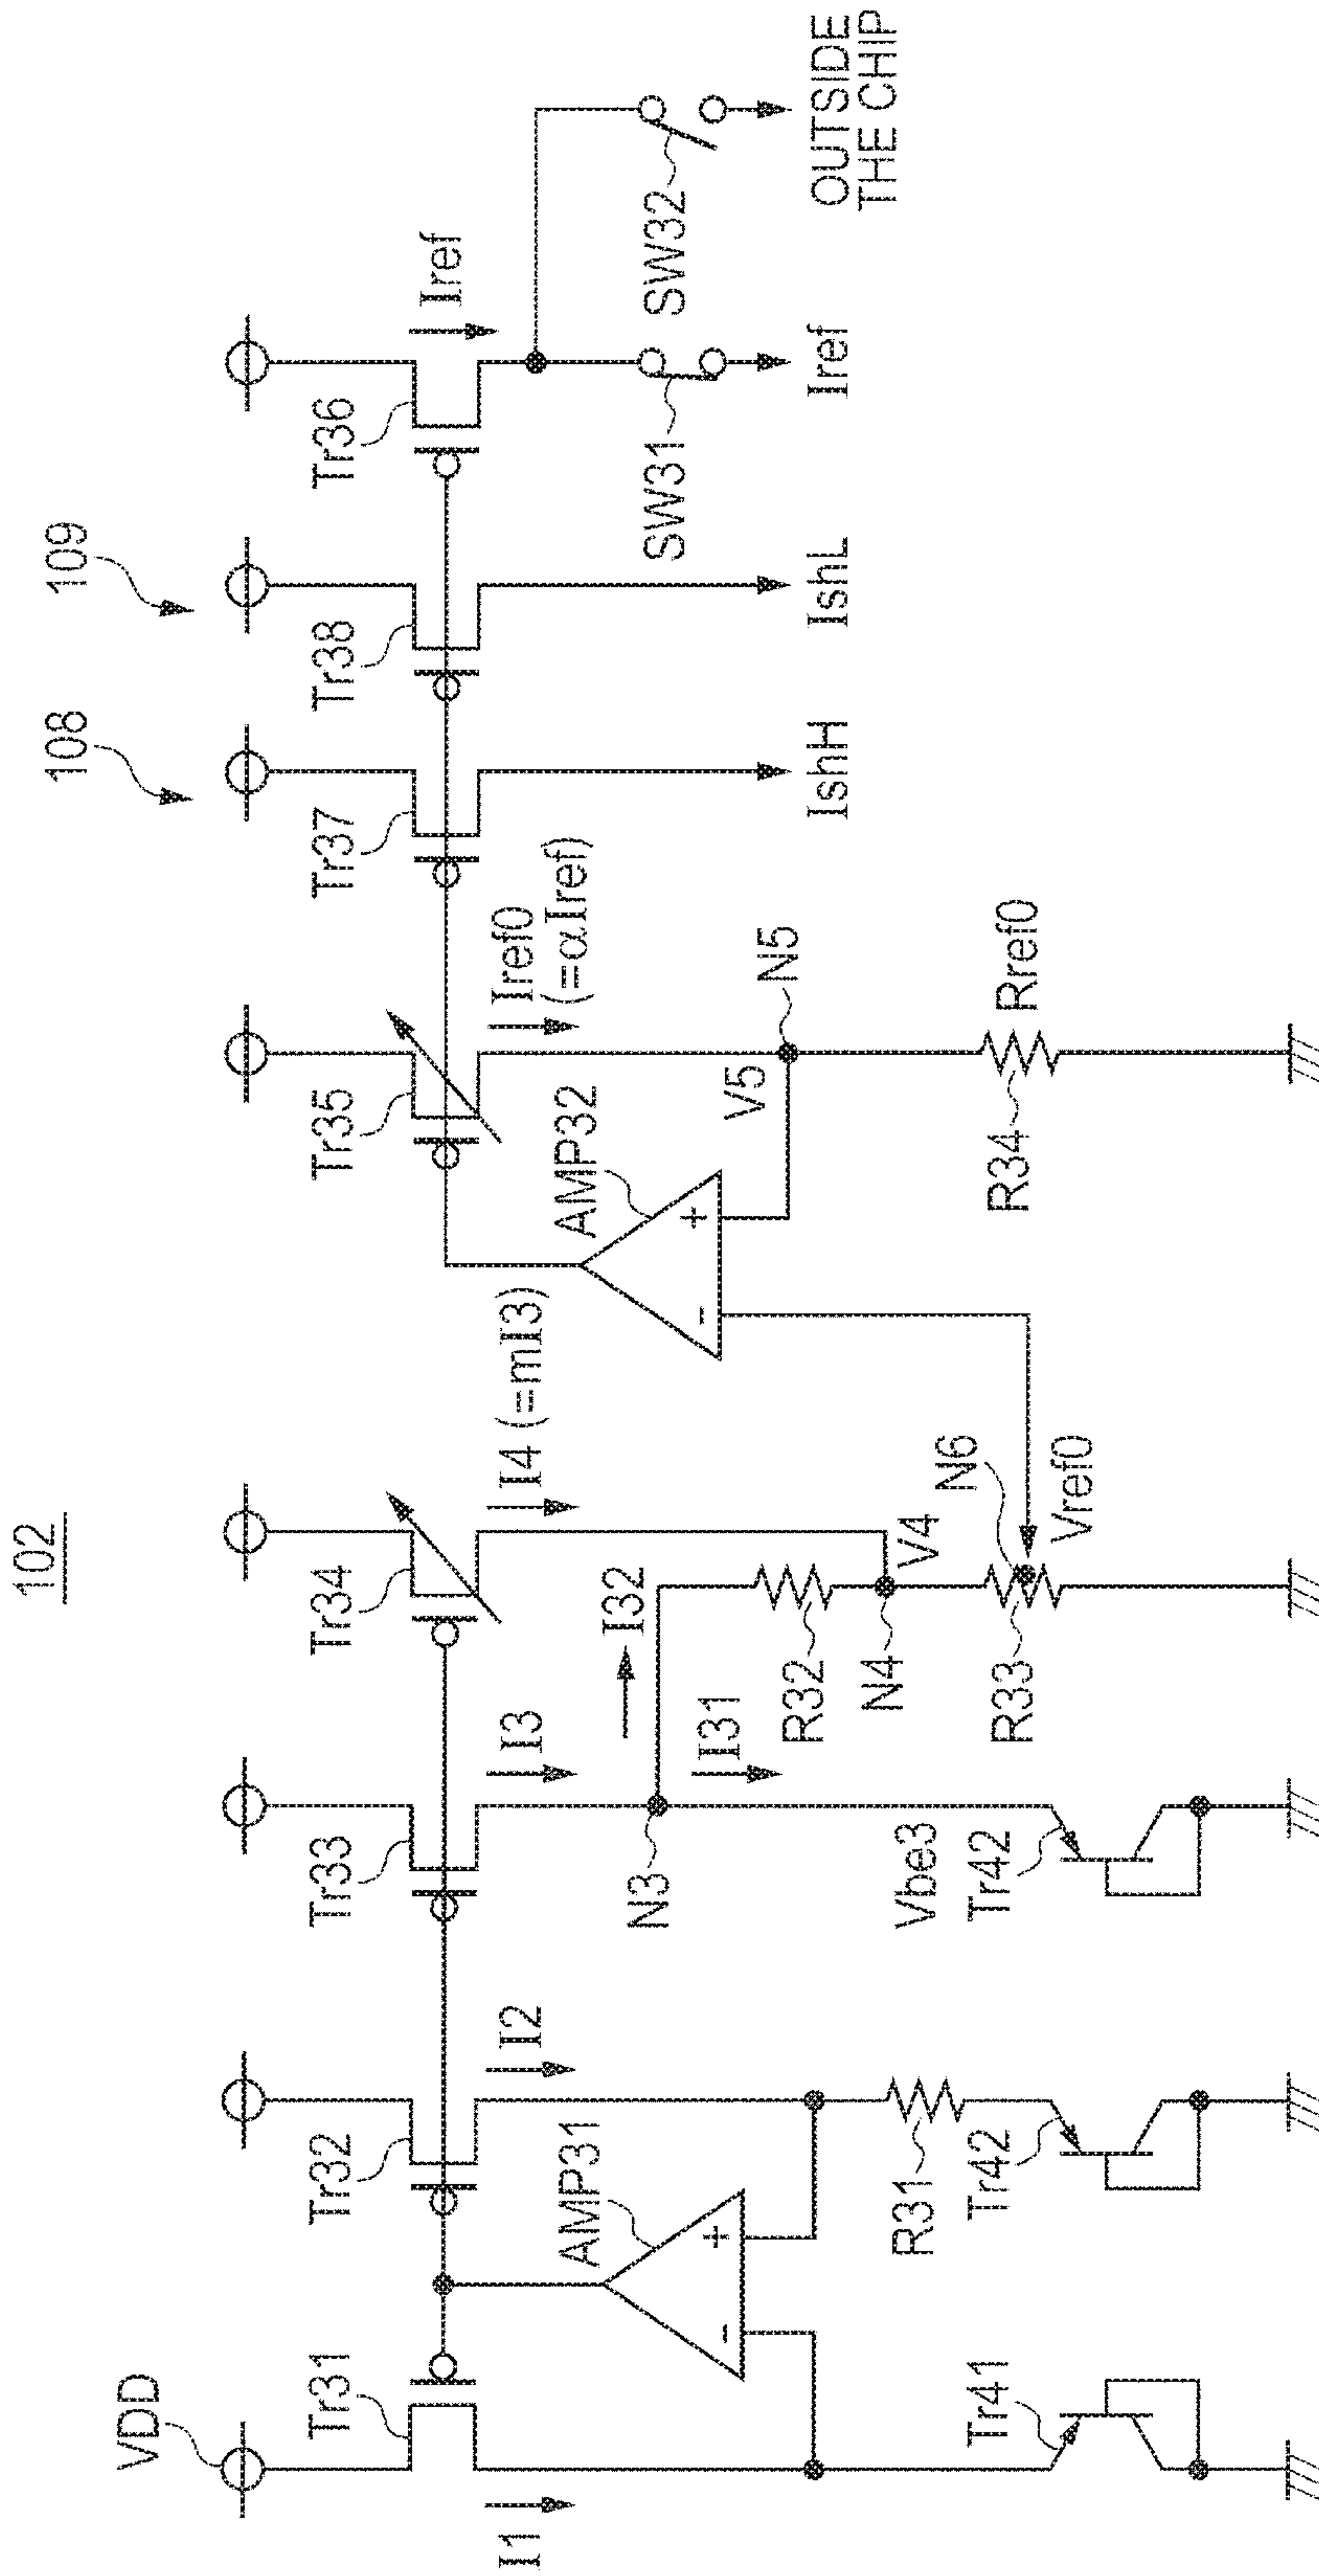 102
108
109
VDD
Tr31
Tr32
Tr33
Tr34
Tr35
Tr37
Tr38
Tr36
I1
I2
I3
I4 (=mI3)
Iref0
(=αIref)
Iref
AMP31
-
+
AMP32
-
+
I32
N3
I31
R32
N4
V4
N6
V5
N5
IshH
IshL
SW31
SW32
Iref
OUTSIDE
THE CHIP
Tr41
R31
Tr42
Vbe3
Tr42
R33
Vref0
R34
Rref0